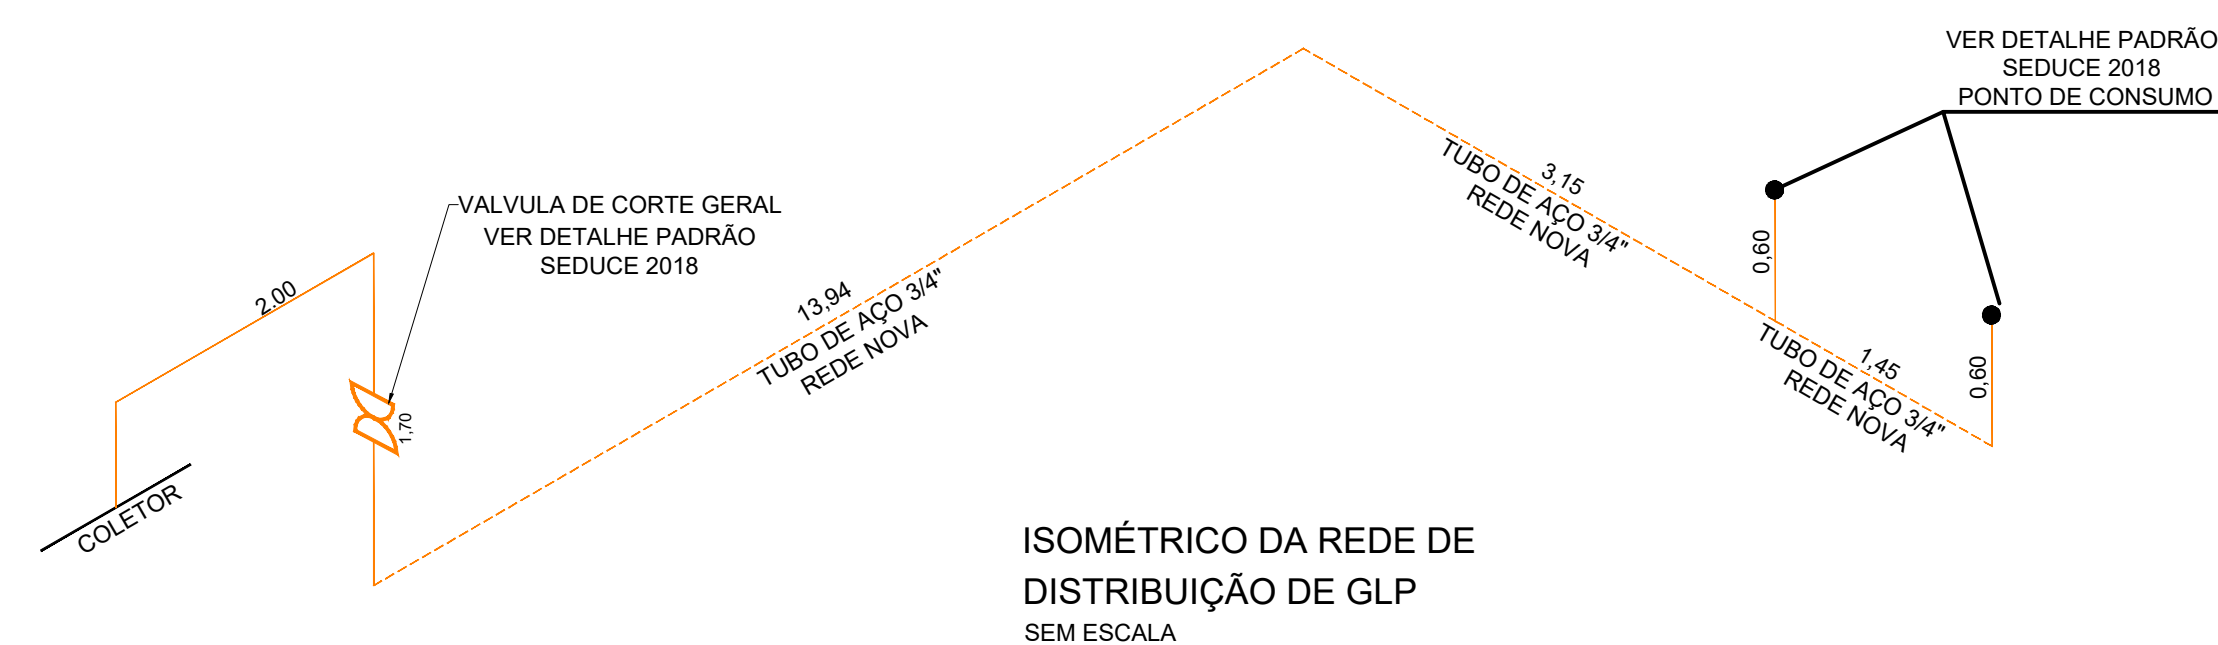 VER DETALHE PADRÃO
SEDUCE 2018
PONTO DE CONSUMO
VALVULA DE CORTE GERAL
VER DETALHE PADRÃO
SEDUCE 2018
2.00
1,70
COLETOR
13,94
TUBO DE AÇO 3/4"
REDE NOVA
3,15
TUBO DE AÇO 3/4"
REDE NOVA
0,60
1,45
TUBO DE AÇO 3/4"
REDE NOVA
0,60
ISOMÉTRICO DA REDE DE
DISTRIBUIÇÃO DE GLP
SEM ESCALA